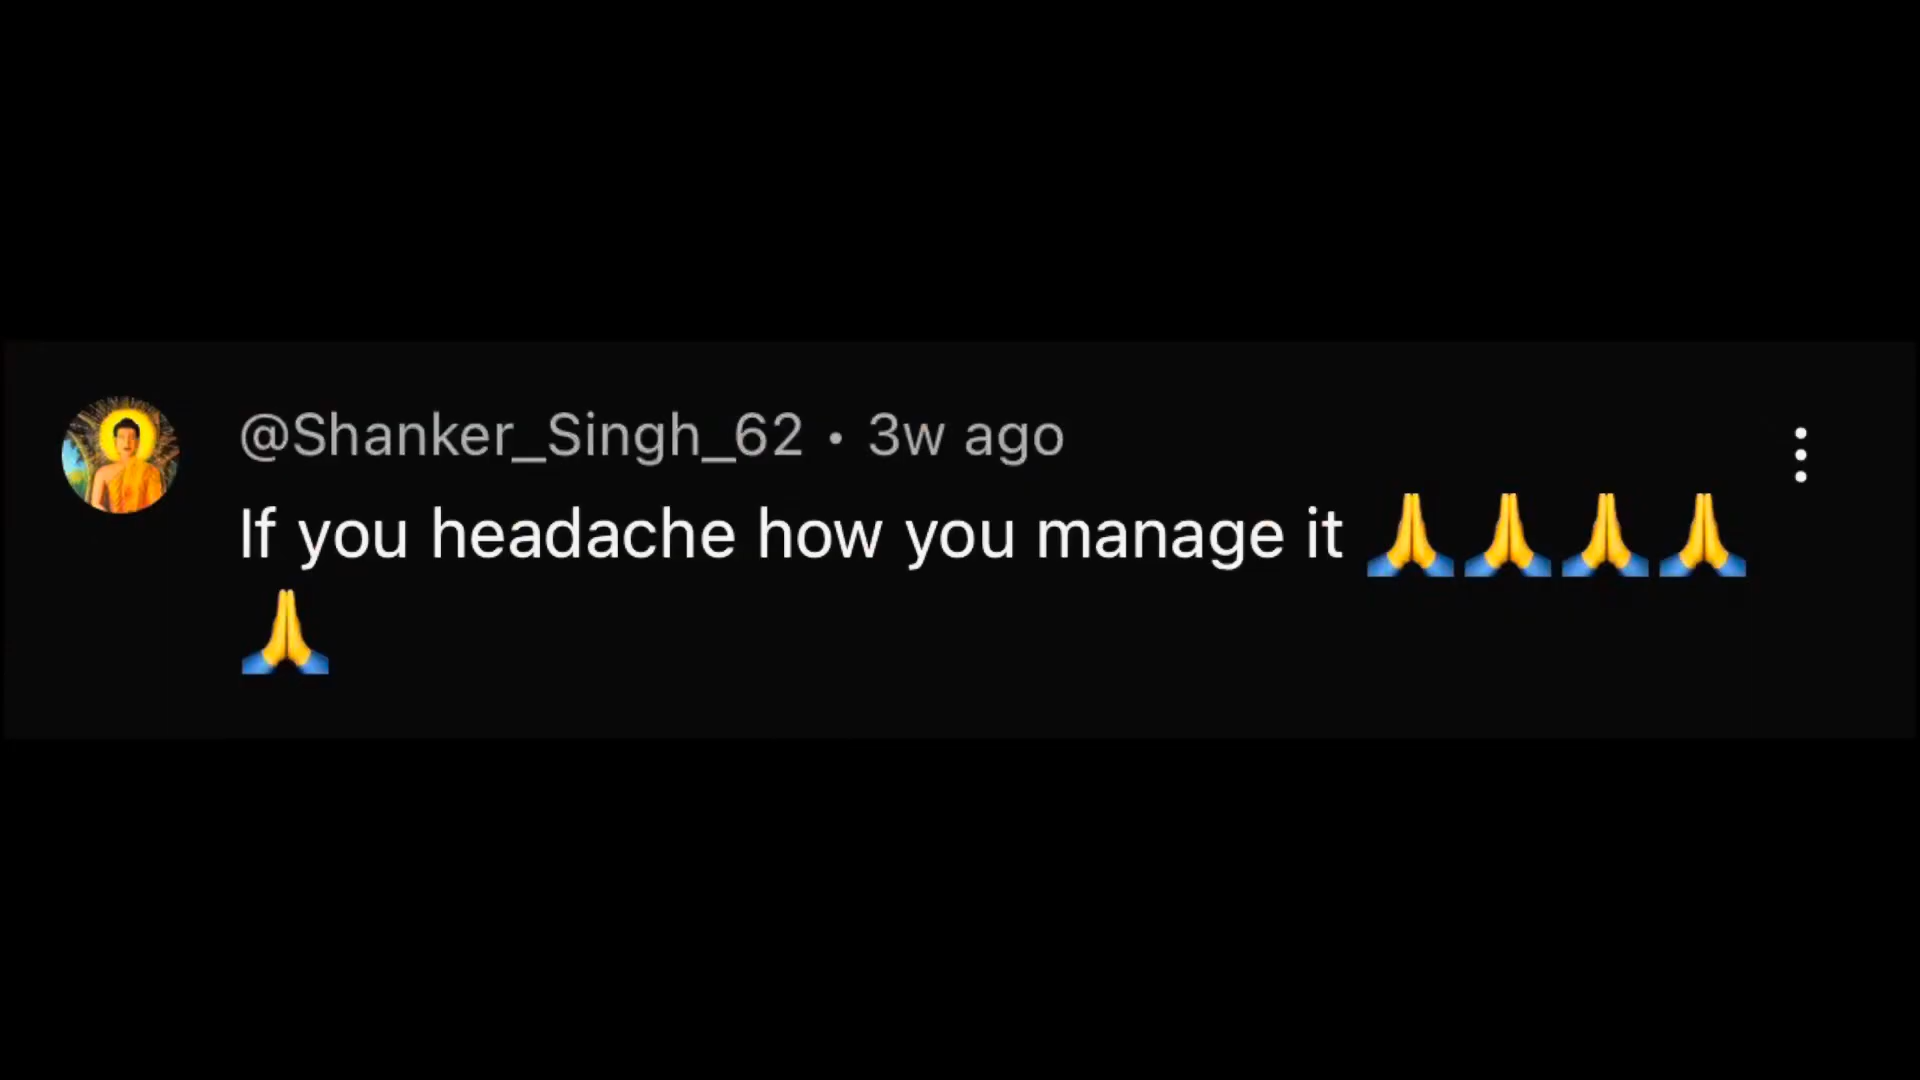 @Shanker_Singh_62 • 3w ago
If you headache how you manage it 🙏🙏🙏🙏
🙏